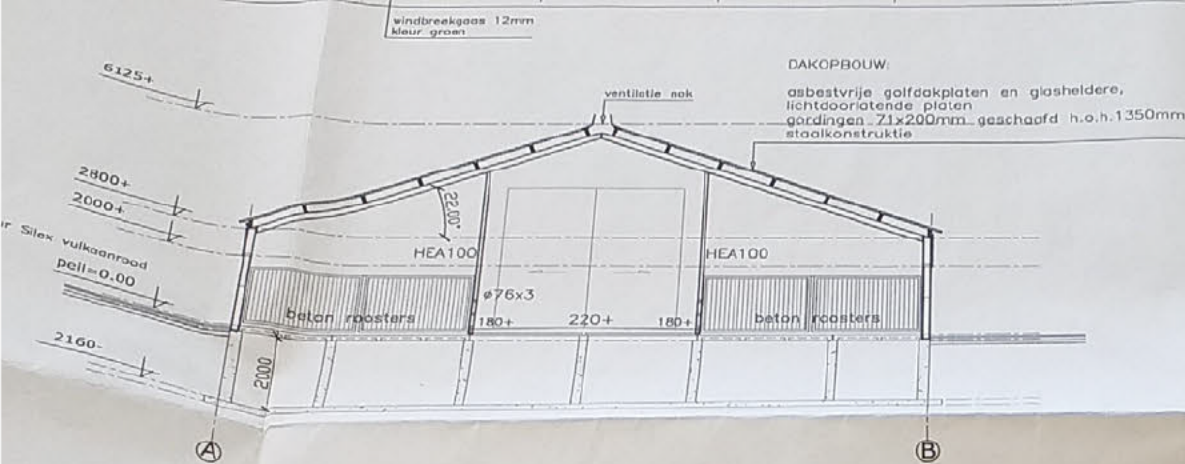 windbreekgaas 12mm
kleur groen
6125+
DAKOPBOUW:
asbestvrije golfdakplaten en glasheldere,
lichtdoorlatende platen
gordingen 71x200mm geschaafd h.o.h.1350mm
staalkonstruktie
ventilatie nok
2800+
2000+
22.00°
Silex vulkaanrood
peil=0.00
HEA100
HEA100
ø76x3
beton roosters
180+
220+
180+
beton roosters
2160-
2000
A
B